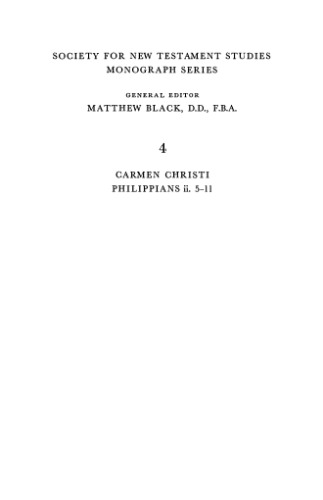 SOCIETY FOR NEW TESTAMENT STUDIES
MONOGRAPH SERIES
GENERAL EDITOR
MATTHEW BLACK, D.D., F.B.A.
4
CARMEN CHRISTI
PHILIPPIANS ii. 5–11